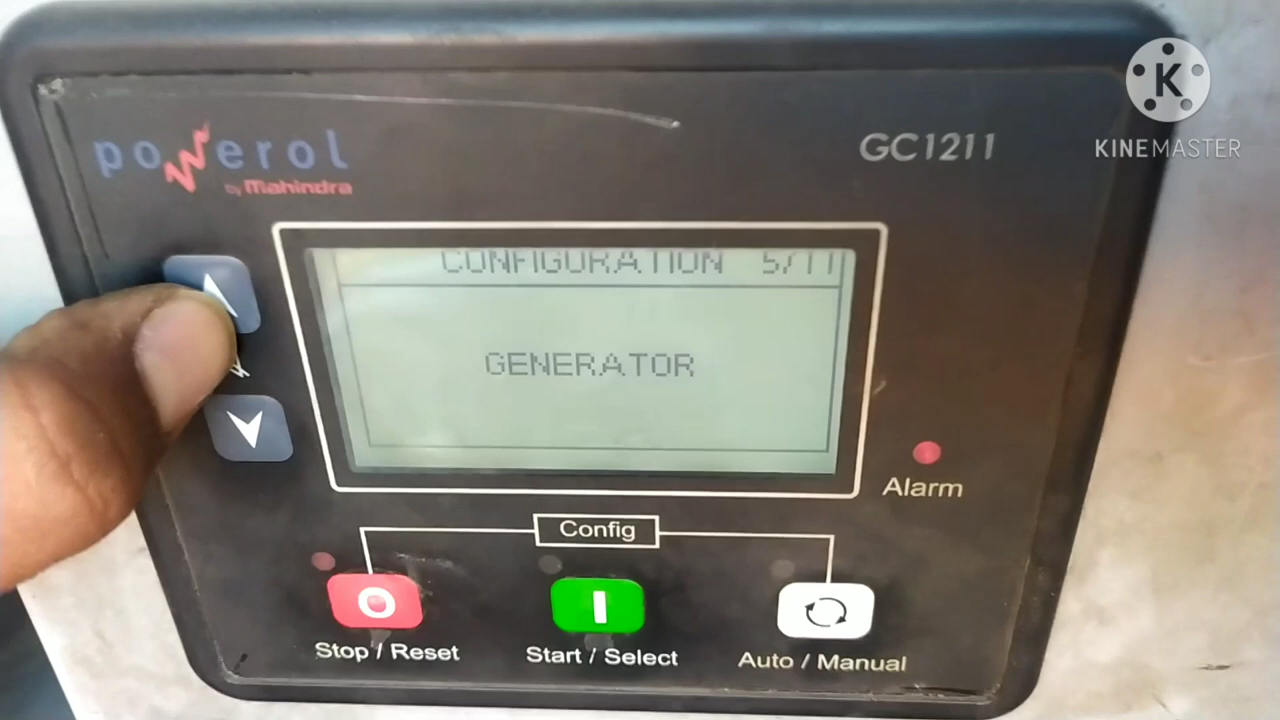 powerol
by Mahindra
GC1211
KINEMASTER
CONFIGURATION 5/11
GENERATOR
Alarm
Config
Stop / Reset
Start / Select
Auto / Manual